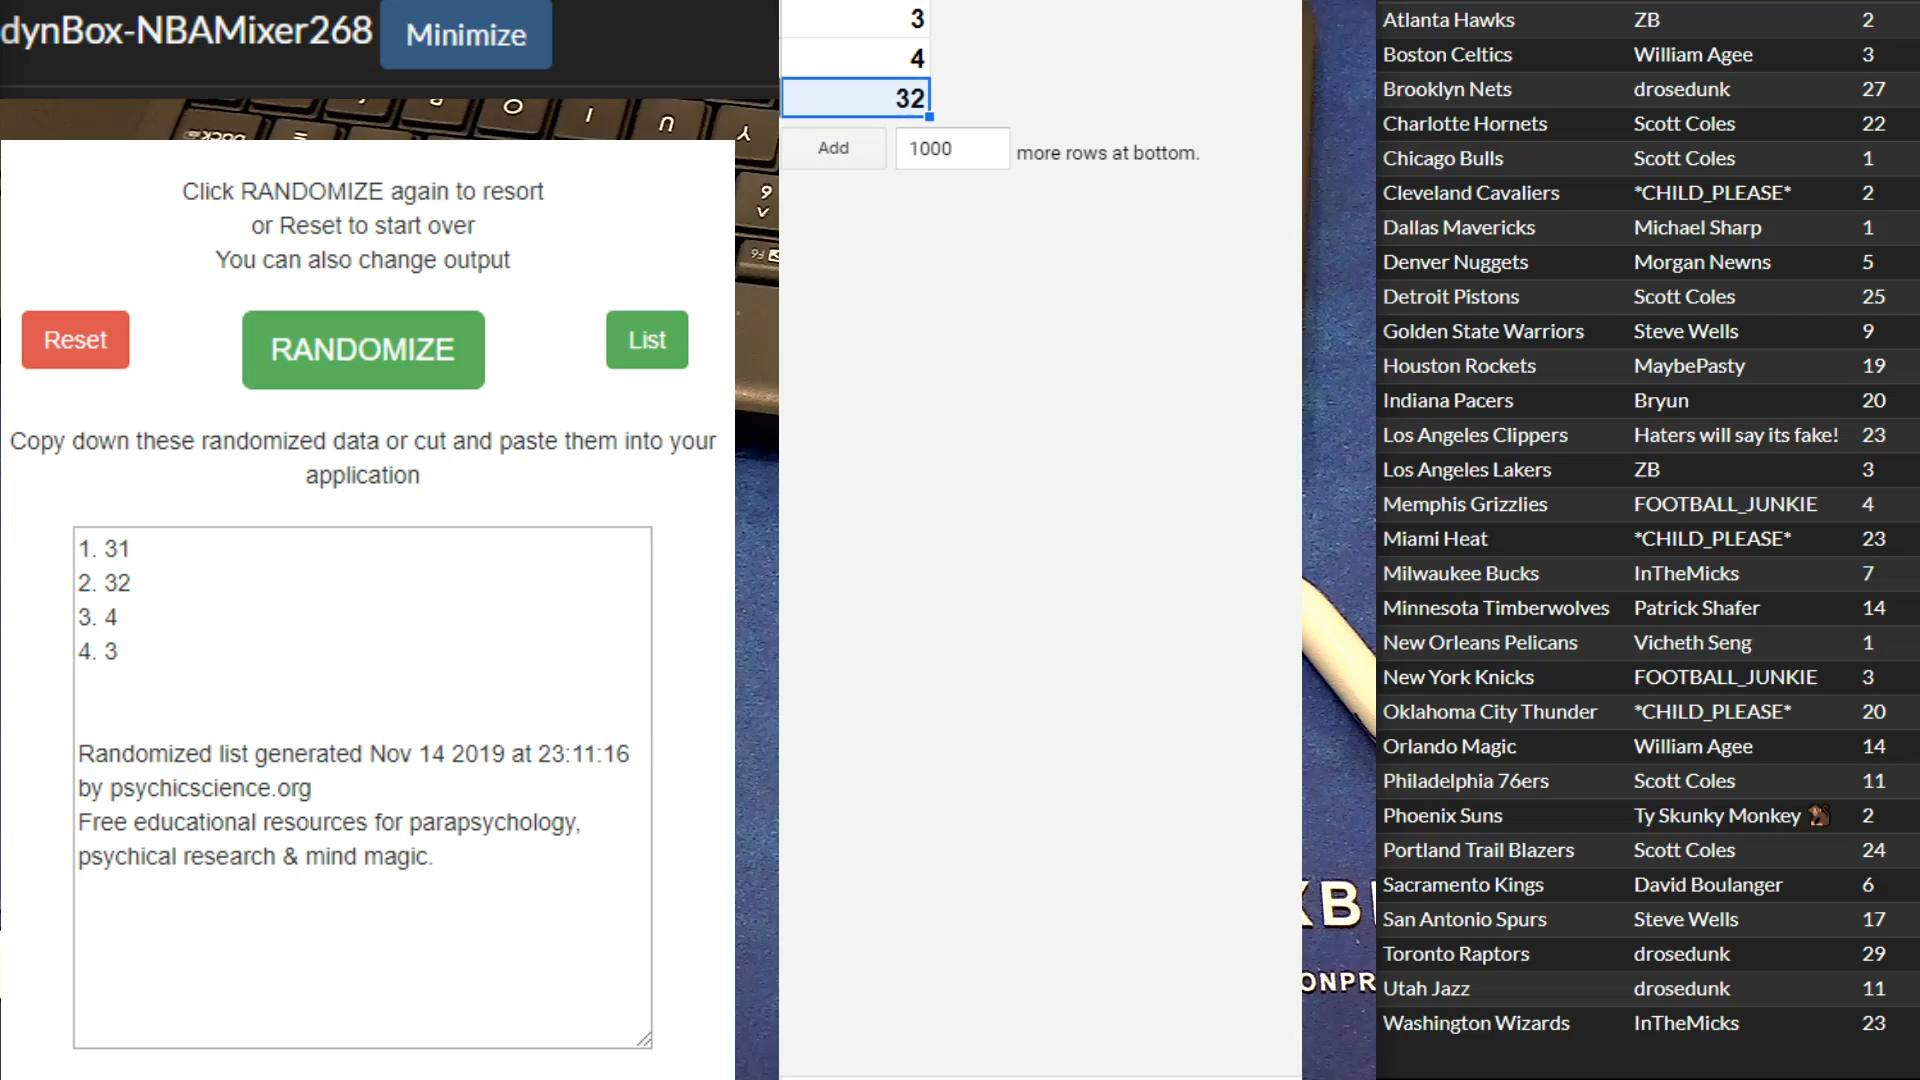 dynBox-NBAMixer268
Minimize
Click RANDOMIZE again to resort
or Reset to start over
You can also change output
Reset
RANDOMIZE
List
Copy down these randomized data or cut and paste them into your
application
1. 31
2. 32
3. 4
4. 3
Randomized list generated Nov 14 2019 at 23:11:16
by psychicscience.org
Free educational resources for parapsychology,
psychical research & mind magic.
3
4
32
Add 1000 more rows at bottom.
Atlanta Hawks ZB 2
Boston Celtics William Agee 3
Brooklyn Nets drosedunk 27
Charlotte Hornets Scott Coles 22
Chicago Bulls Scott Coles 1
Cleveland Cavaliers *CHILD_PLEASE* 2
Dallas Mavericks Michael Sharp 1
Denver Nuggets Morgan Newns 5
Detroit Pistons Scott Coles 25
Golden State Warriors Steve Wells 9
Houston Rockets MaybePasty 19
Indiana Pacers Bryun 20
Los Angeles Clippers Haters will say its fake! 23
Los Angeles Lakers ZB 3
Memphis Grizzlies FOOTBALL_JUNKIE 4
Miami Heat *CHILD_PLEASE* 23
Milwaukee Bucks InTheMicks 7
Minnesota Timberwolves Patrick Shafer 14
New Orleans Pelicans Vicheth Seng 1
New York Knicks FOOTBALL_JUNKIE 3
Oklahoma City Thunder *CHILD_PLEASE* 20
Orlando Magic William Agee 14
Philadelphia 76ers Scott Coles 11
Phoenix Suns Ty Skunky Monkey 🐒 2
Portland Trail Blazers Scott Coles 24
Sacramento Kings David Boulanger 6
San Antonio Spurs Steve Wells 17
Toronto Raptors drosedunk 29
Utah Jazz drosedunk 11
Washington Wizards InTheMicks 23